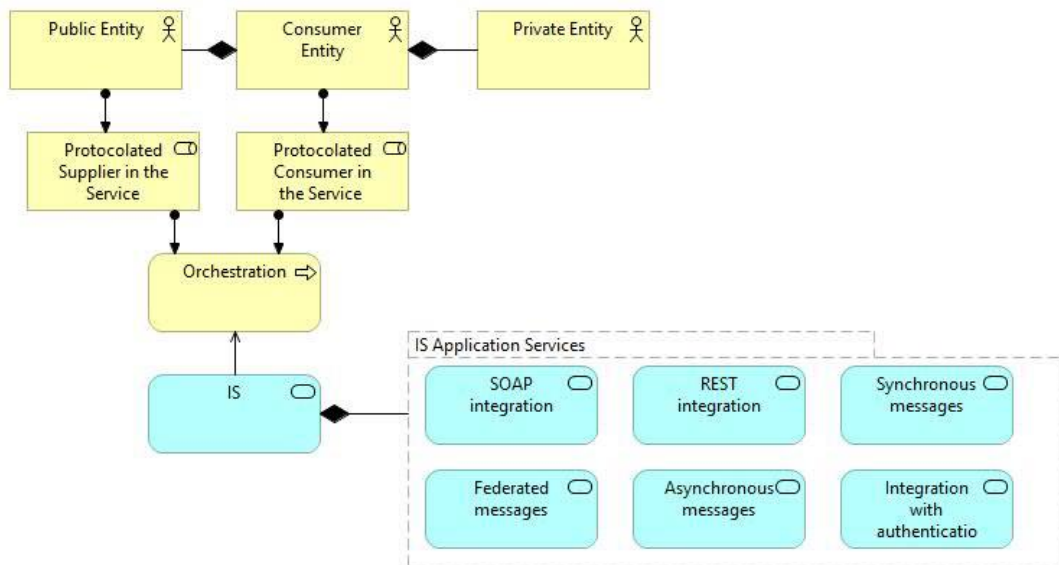 Public Entity
Consumer
Entity
Private Entity
Protocolated
Supplier in the
Service
Protocolated
Consumer in
the Service
Orchestration
IS
IS Application Services
SOAP
integration
REST
integration
Synchronous
messages
Federated
messages
Asynchronous
messages
Integration
with
authenticatio